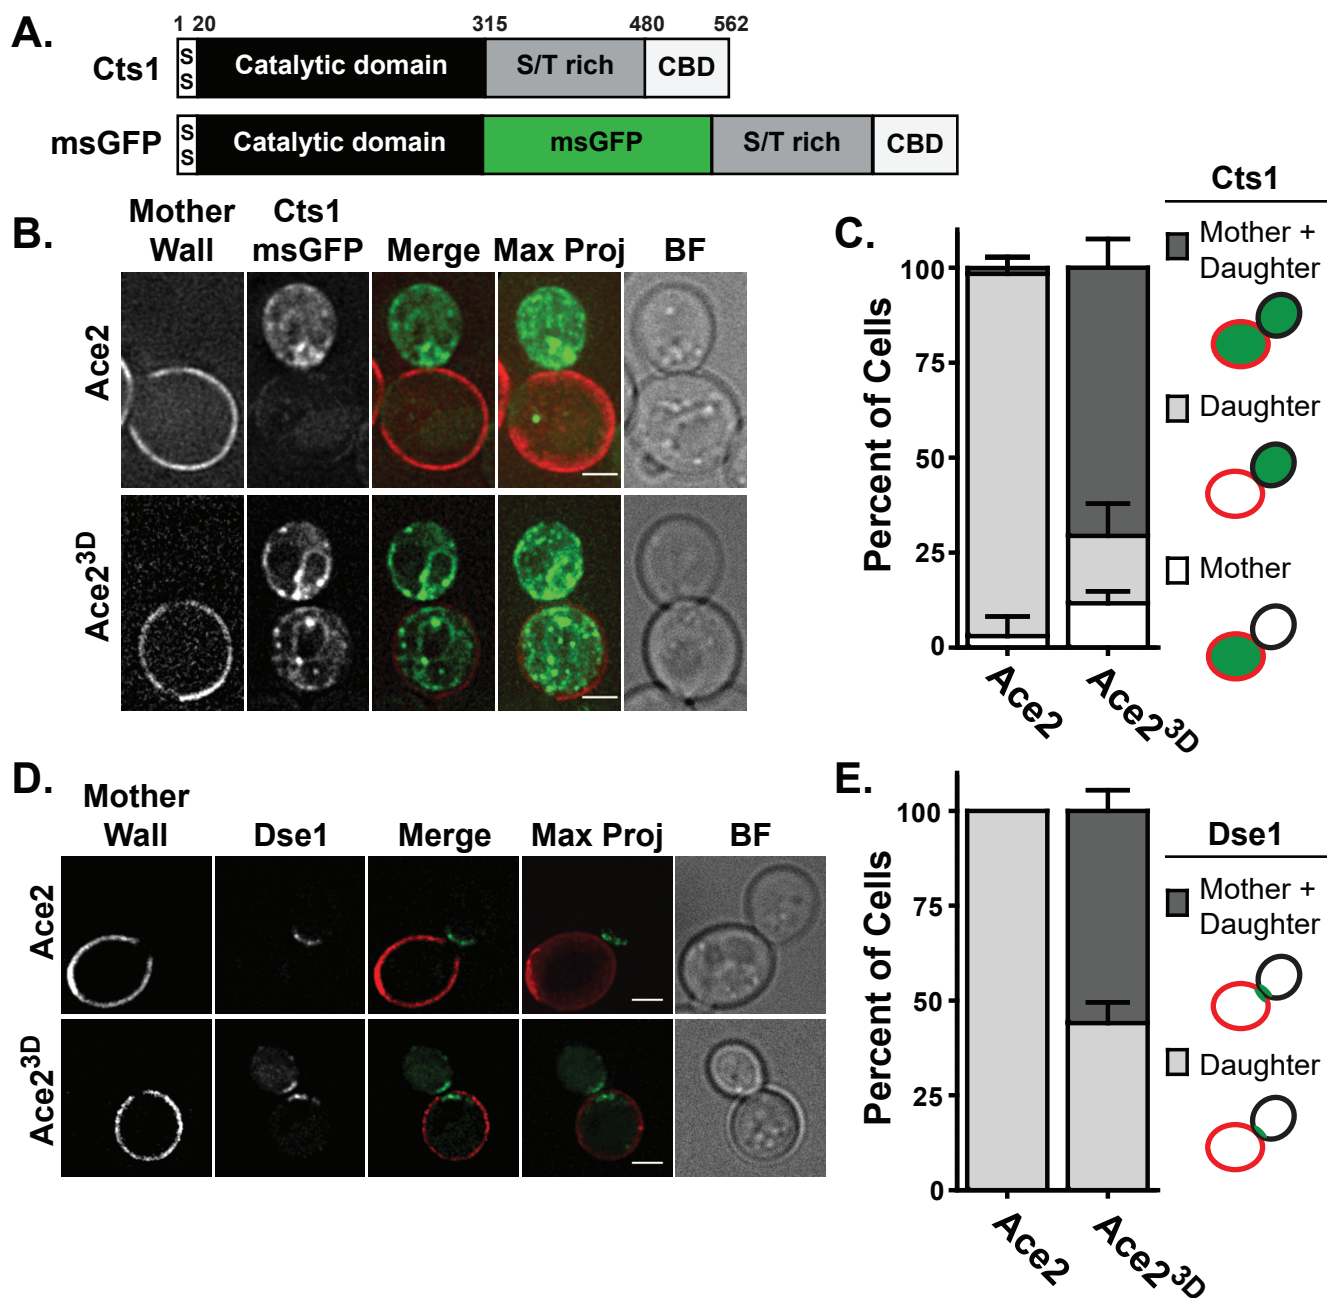 A.
1 20 315 480 562
Cts1
S S Catalytic domain S/T rich CBD
msGFP
S S Catalytic domain msGFP S/T rich CBD
B.
Mother Wall
Cts1 msGFP
Merge
Max Proj
BF
Ace2
Ace2³ᴰ
C.
Percent of Cells
100
75
50
25
0
Ace2
Ace2³ᴰ
Cts1
Mother +
Daughter
Daughter
Mother
D.
Mother
Wall
Dse1
Merge
Max Proj
BF
Ace2
Ace2³ᴰ
E.
Percent of Cells
100
75
50
25
0
Ace2
Ace2³ᴰ
Dse1
Mother +
Daughter
Daughter